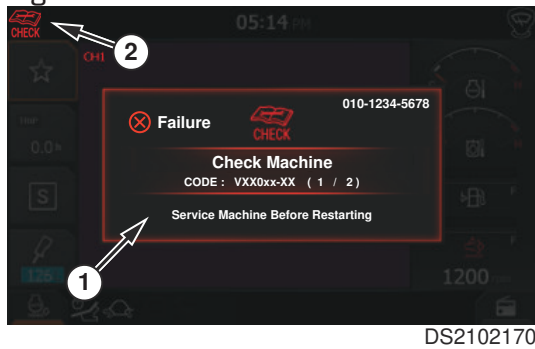 CHECK
05:14 PM
2
CH1
010-1234-5678
Failure
CHECK
Check Machine
CODE : VXX0xx-XX ( 1 / 2 )
Service Machine Before Restarting
TRIP
0.0 h
H
H
S
F
F
126
1
1200
DS2102170